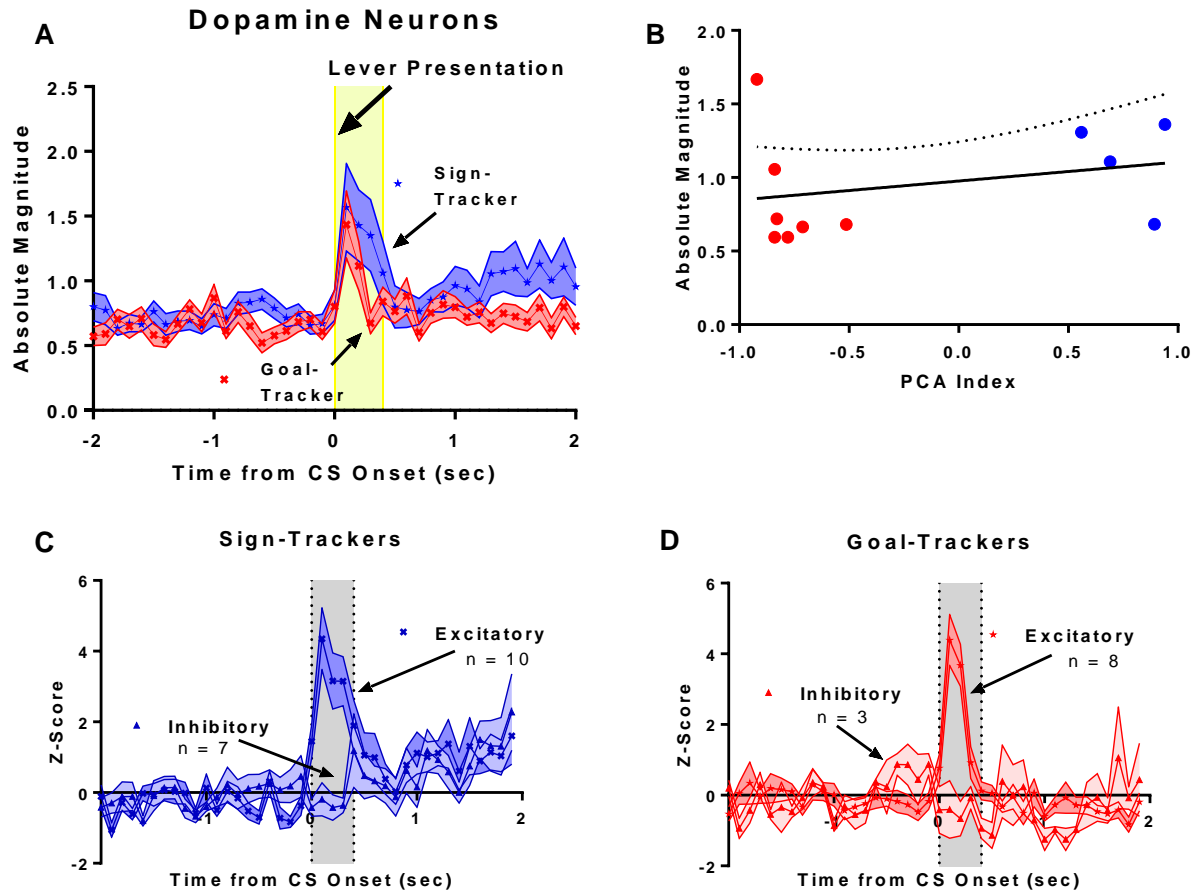 Dopamine Neurons
A
Lever Presentation
Absolute Magnitude
2.5
2.0
1.5
1.0
0.5
0.0
Sign-
Tracker
Goal-
Tracker
-2
-1
0
1
2
Time from CS Onset (sec)
B
Absolute Magnitude
2.0
1.5
1.0
0.5
0.0
-1.0
-0.5
0.0
0.5
1.0
PCA Index
C
Sign-Trackers
Z-Score
6
4
2
0
-2
Excitatory
n = 10
Inhibitory
n = 7
-1
0
1
2
Time from CS Onset (sec)
D
Goal-Trackers
Z-Score
6
4
2
0
-2
Excitatory
n = 8
Inhibitory
n = 3
-1
0
1
2
Time from CS Onset (sec)